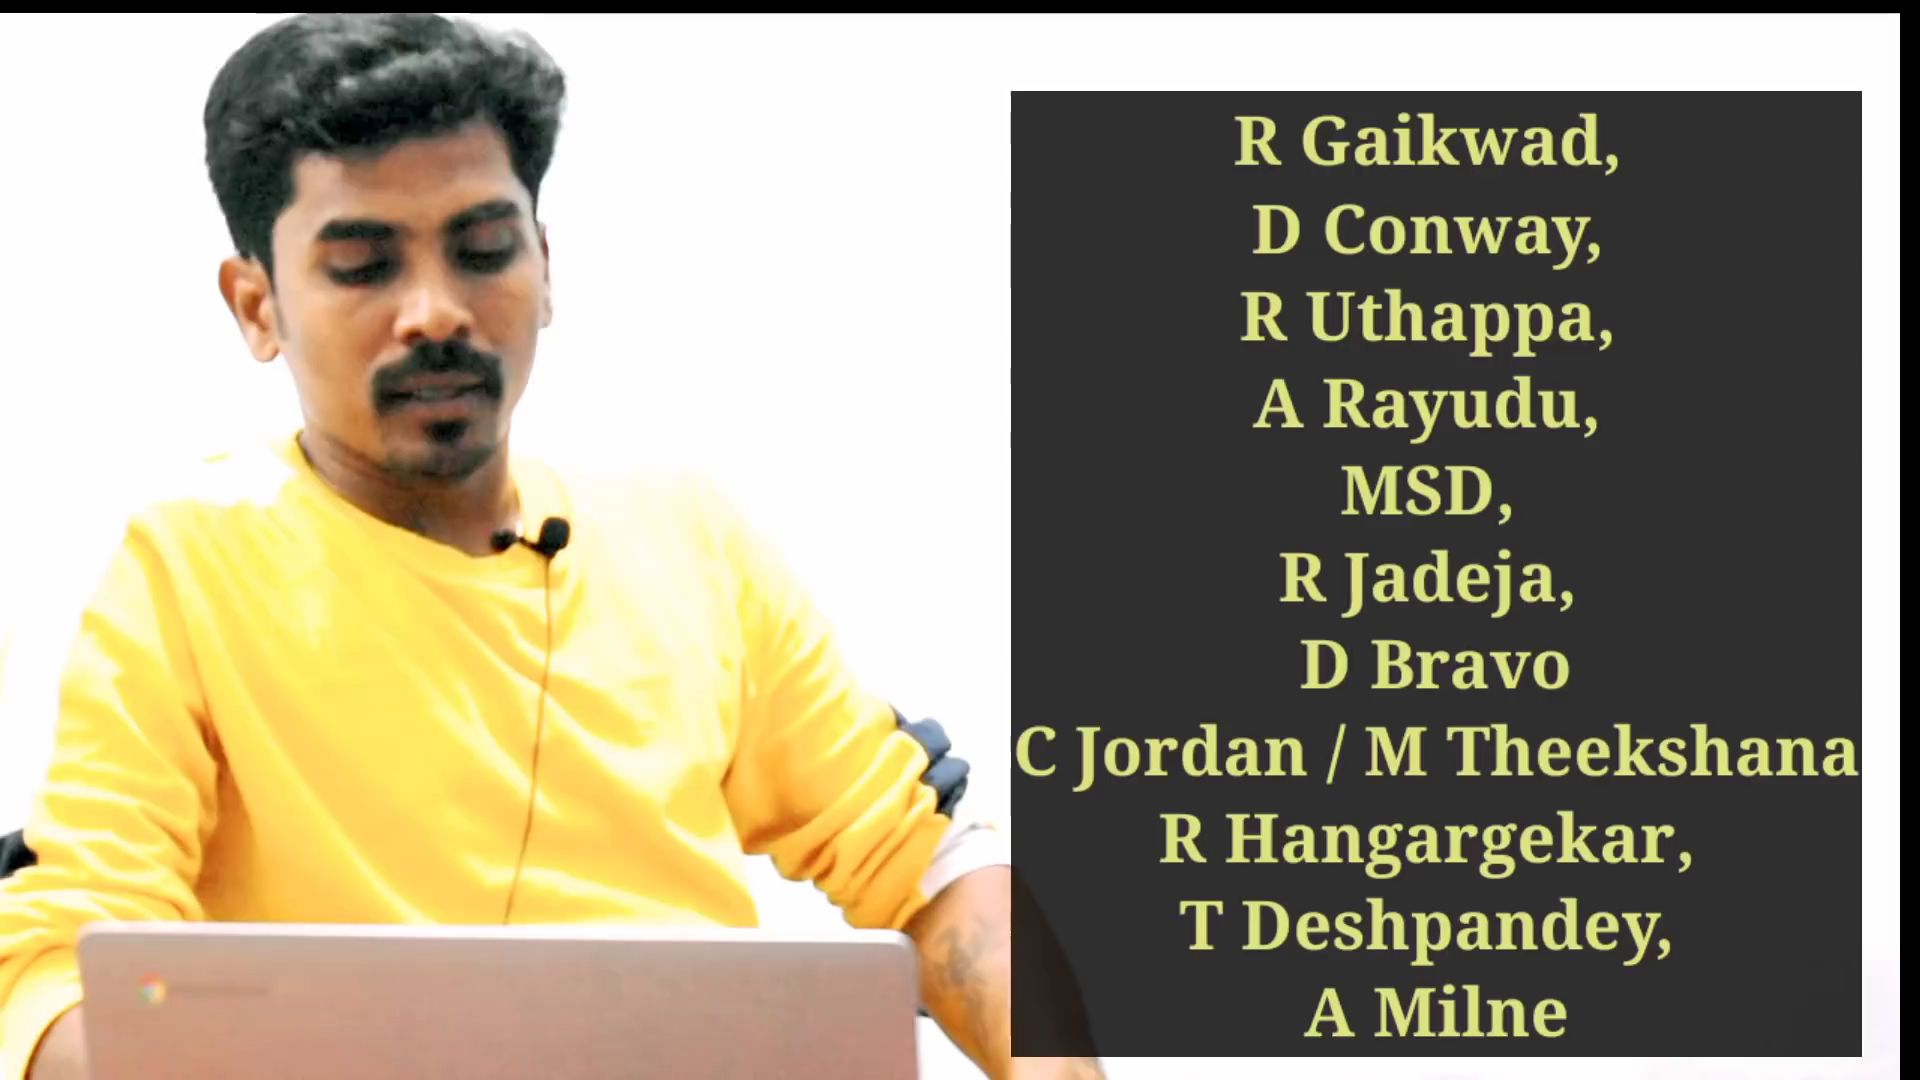 R Gaikwad,
D Conway,
R Uthappa,
A Rayudu,
MSD,
R Jadeja,
D Bravo
C Jordan / M Theekshana
R Hangargekar,
T Deshpandey,
A Milne